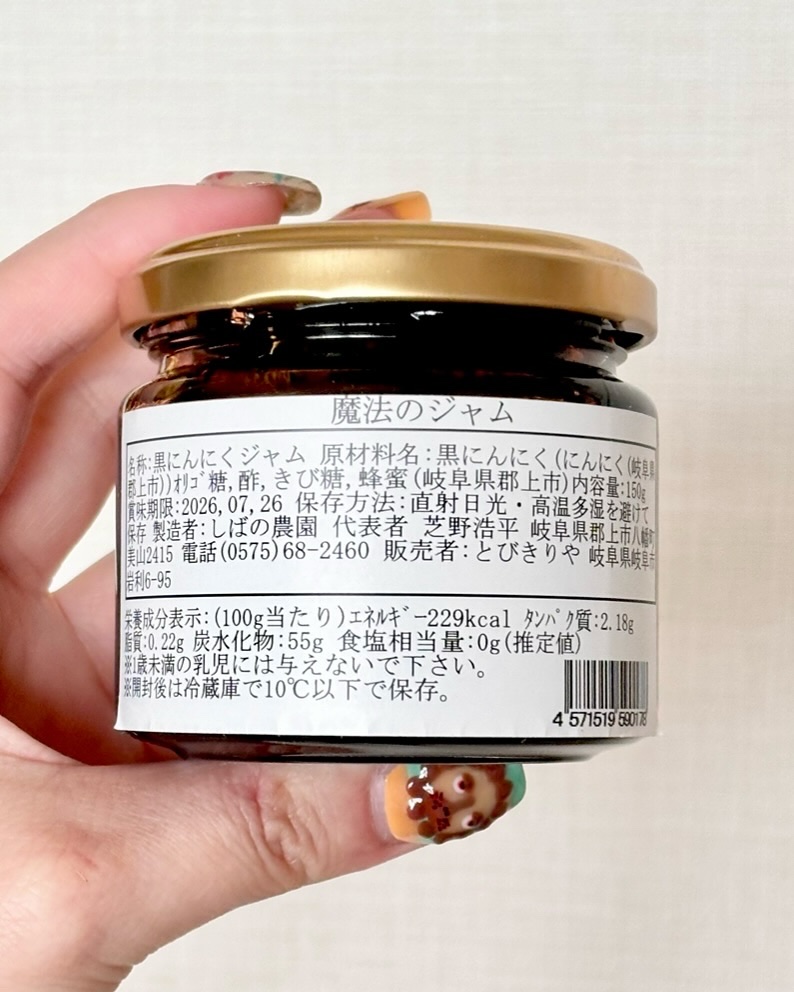 魔法のジャム
名称:黒にんにくジャム 原材料名:黒にんにく(にんにく(岐阜県
郡上市))ｵﾘｺﾞ糖,酢,きび糖,蜂蜜(岐阜県郡上市)内容量:150g
賞味期限:2026,07,26 保存方法:直射日光・高温多湿を避けて
保存 製造者:しばの農園 代表者 芝野浩平 岐阜県郡上市八幡町
美山2415 電話(0575)68-2460 販売者:とびきりや 岐阜県岐阜市
岩利6-95
栄養成分表示:(100g当たり)ｴﾈﾙｷﾞｰ229kcal ﾀﾝﾊﾟｸ質:2.18g
脂質:0.22g 炭水化物:55g 食塩相当量:0g(推定値)
※1歳未満の乳児には与えないで下さい。
※開封後は冷蔵庫で10℃以下で保存。
4 571519 590178